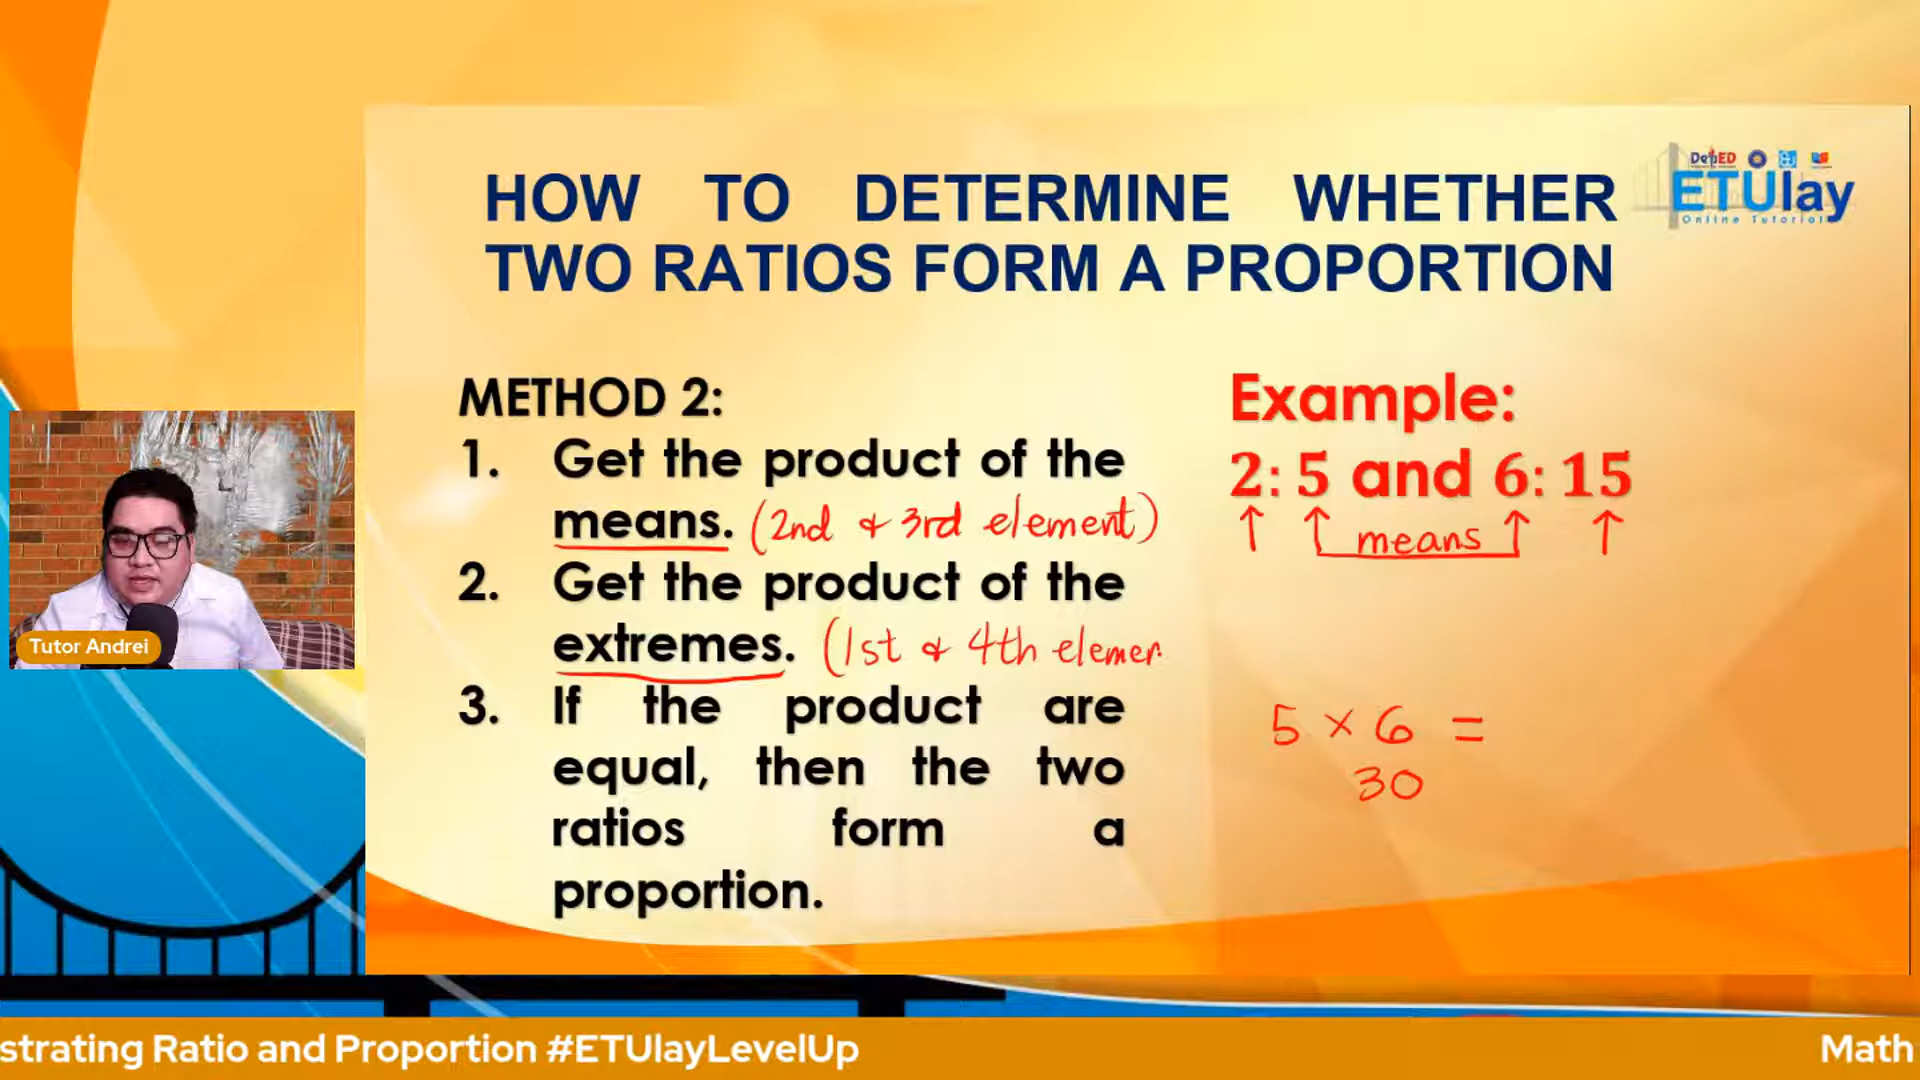 HOW TO DETERMINE WHETHER
TWO RATIOS FORM A PROPORTION
DepED
ETUlay
Online Tutorial
METHOD 2:
1. Get the product of the
means. (2nd & 3rd element)
2. Get the product of the
extremes. (1st & 4th elemen
3. If the product are
equal, then the two
ratios form a
proportion.
Example:
2: 5 and 6: 15
means
5 × 6 =
30
Tutor Andrei
strating Ratio and Proportion #ETUlayLevelUp
Math